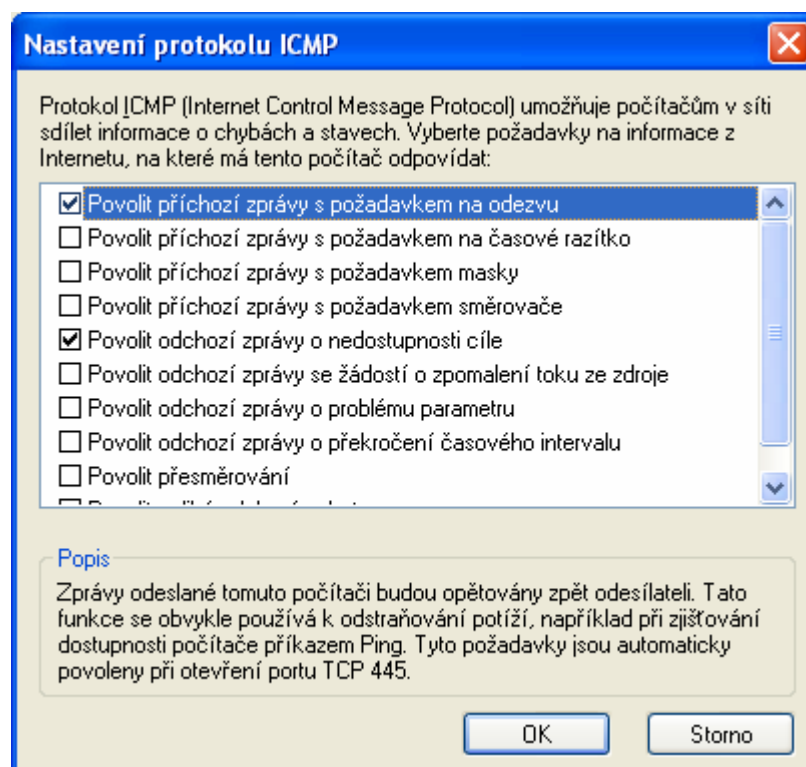 Nastavení protokolu ICMP
Protokol ICMP (Internet Control Message Protocol) umožňuje počítačům v síti
sdílet informace o chybách a stavech. Vyberte požadavky na informace z
Internetu, na které má tento počítač odpovídat:
Povolit příchozí zprávy s požadavkem na odezvu
Povolit příchozí zprávy s požadavkem na časové razítko
Povolit příchozí zprávy s požadavkem masky
Povolit příchozí zprávy s požadavkem směrovače
Povolit odchozí zprávy o nedostupnosti cíle
Povolit odchozí zprávy se žádostí o zpomalení toku ze zdroje
Povolit odchozí zprávy o problému parametru
Povolit odchozí zprávy o překročení časového intervalu
Povolit přesměrování
Popis
Zprávy odeslané tomuto počítači budou opětovány zpět odesílateli. Tato
funkce se obvykle používá k odstraňování potíží, například při zjišťování
dostupnosti počítače příkazem Ping. Tyto požadavky jsou automaticky
povoleny při otevření portu TCP 445.
OK
Storno